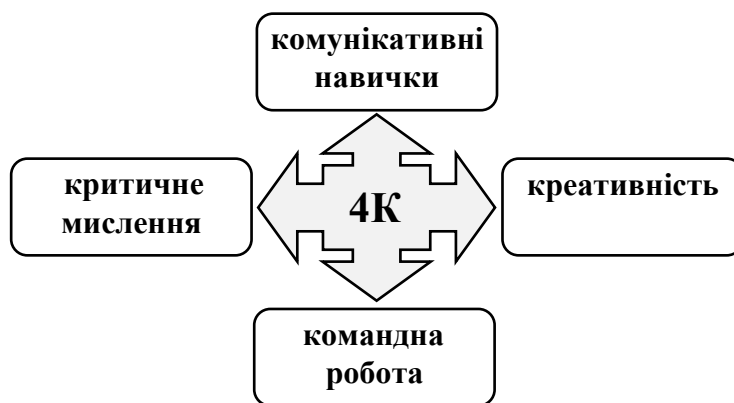 комунікативні
навички
критичне
мислення
4К
креативність
командна
робота